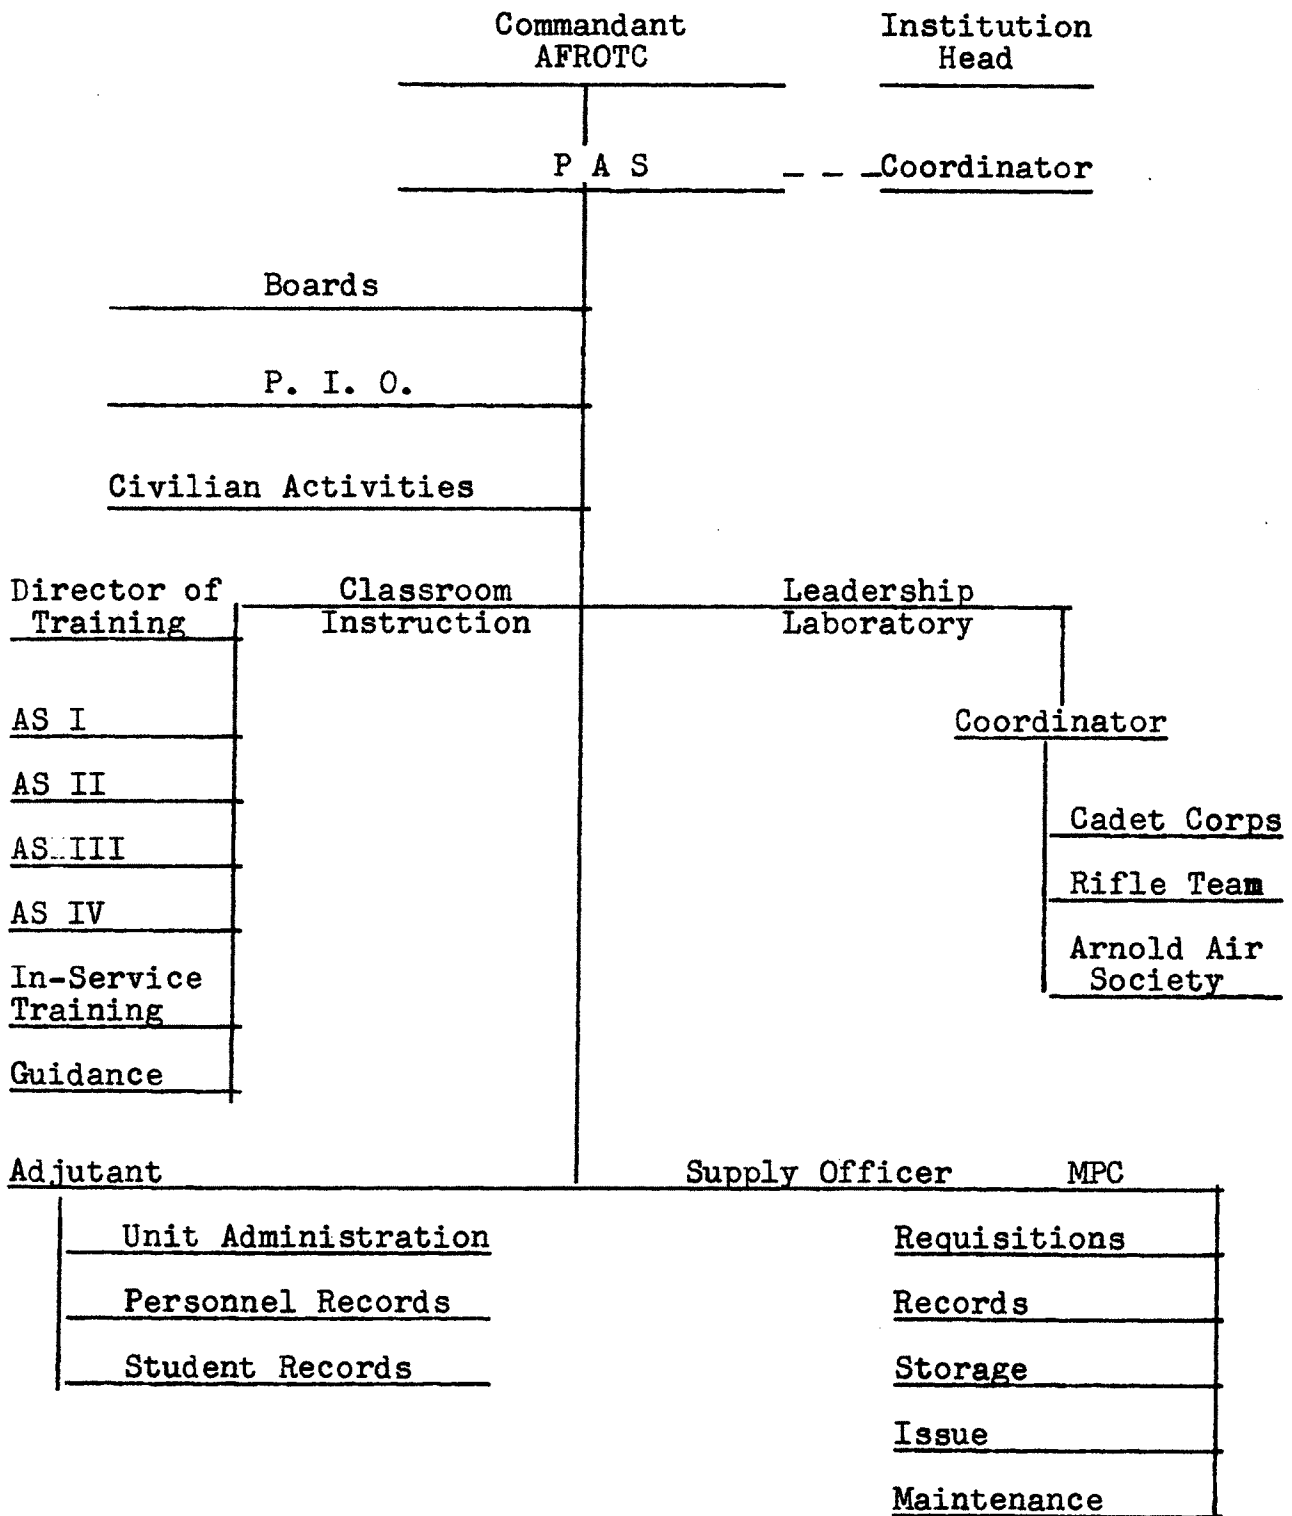 Commandant
AFROTC
Institution
Head
P A S
Coordinator
Boards
P. I. O.
Civilian Activities
Director of
Training
Classroom
Instruction
Leadership
Laboratory
AS I
AS II
AS III
AS IV
In-Service
Training
Guidance
Coordinator
Cadet Corps
Rifle Team
Arnold Air
Society
Adjutant
Unit Administration
Personnel Records
Student Records
Supply Officer MPC
Requisitions
Records
Storage
Issue
Maintenance